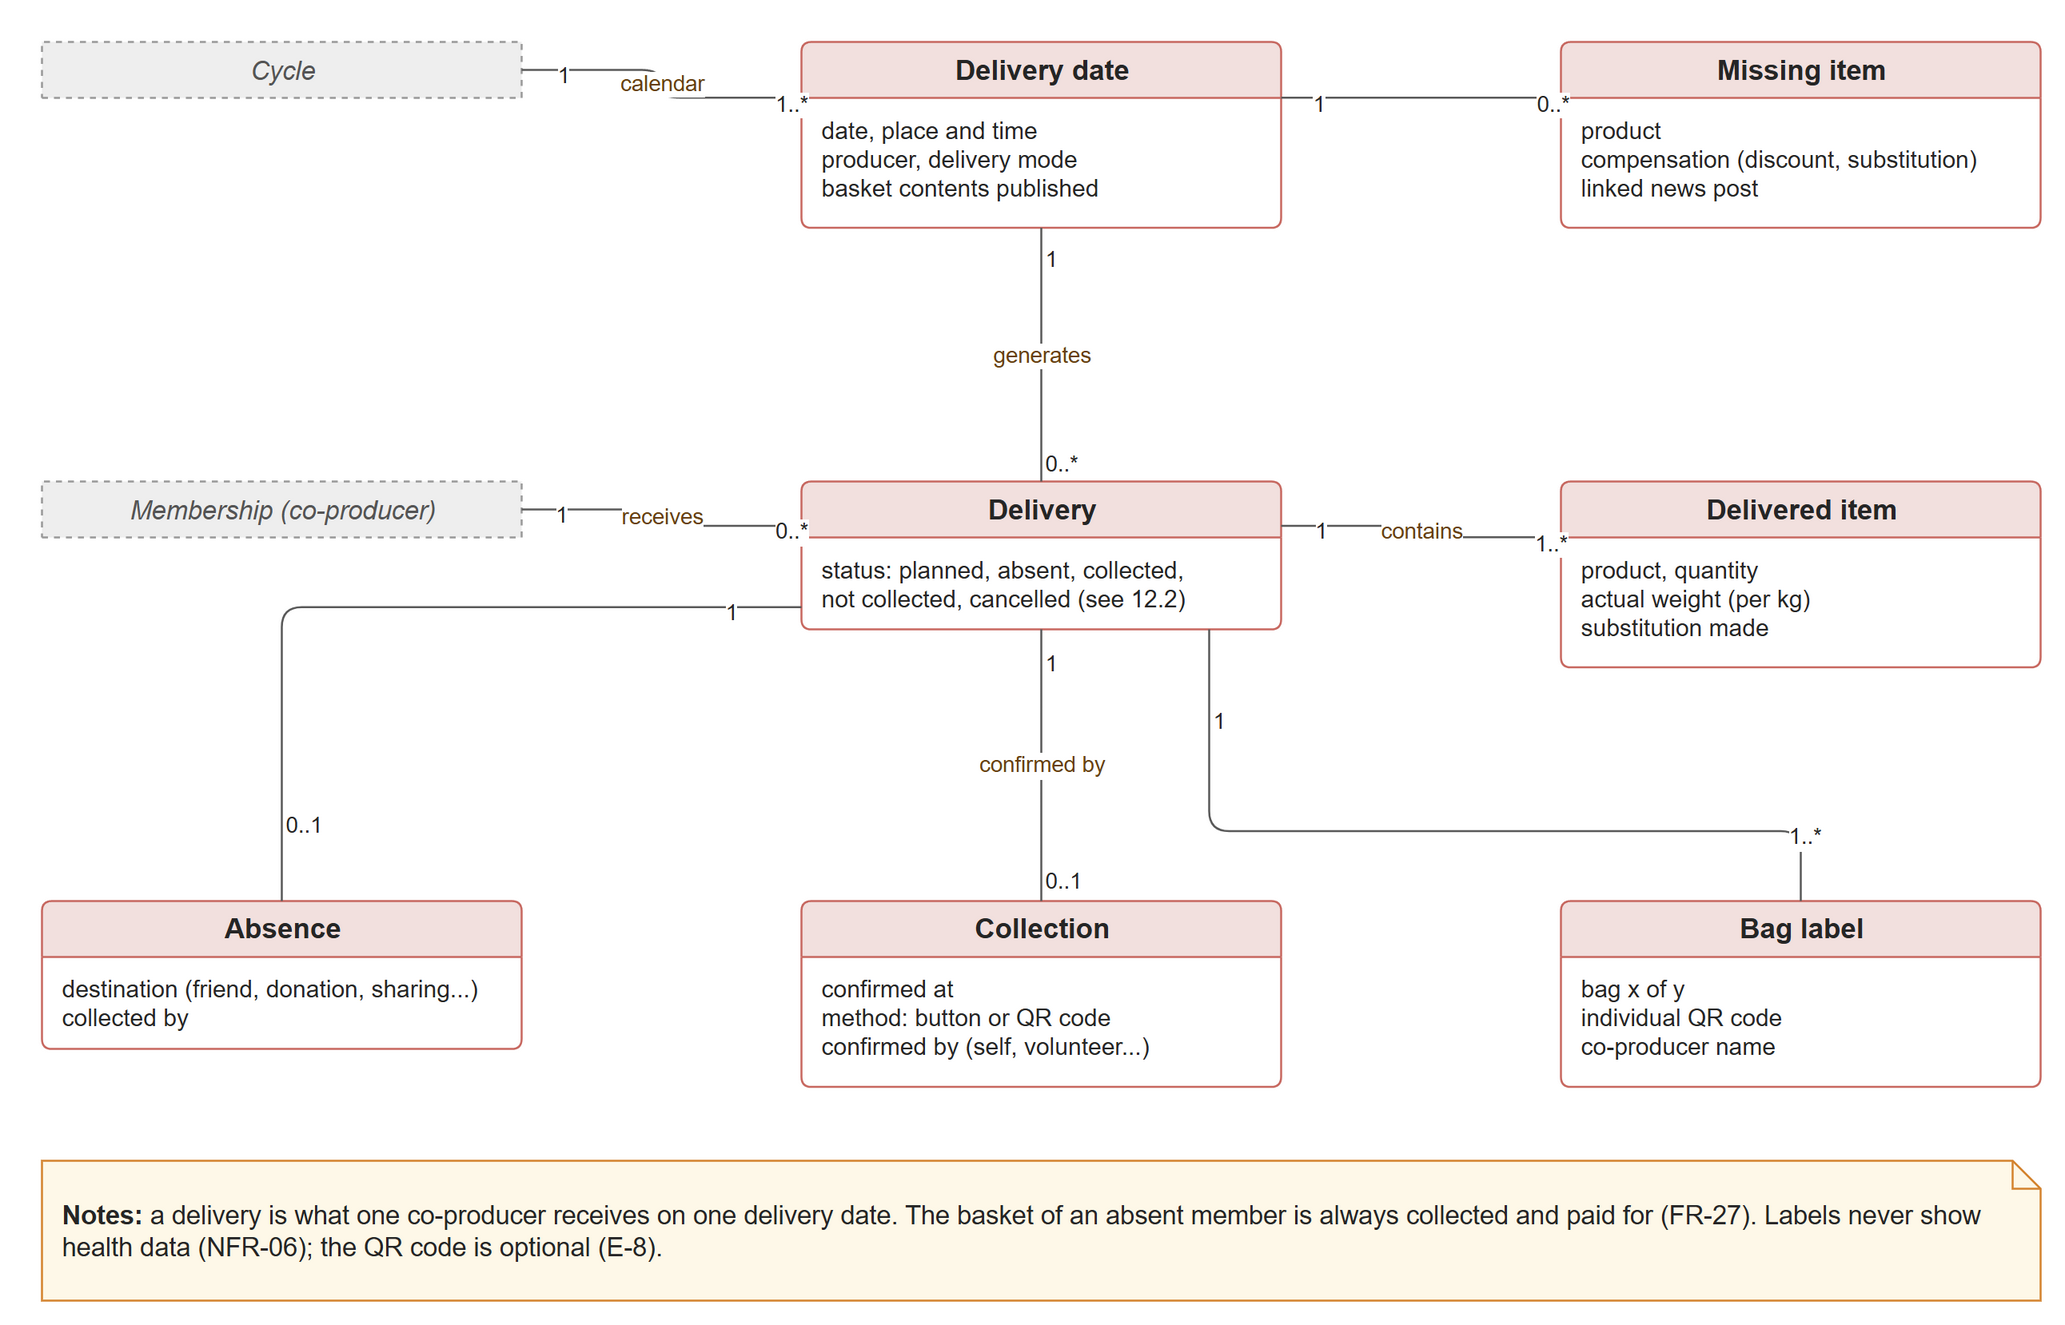 Cycle
1
calendar
1..*
Delivery date
date, place and time
producer, delivery mode
basket contents published
1
0..*
Missing item
product
compensation (discount, substitution)
linked news post
1
generates
0..*
Membership (co-producer)
1
receives
0..*
Delivery
status: planned, absent, collected,
not collected, cancelled (see 12.2)
1
contains
1..*
Delivered item
product, quantity
actual weight (per kg)
substitution made
1
0..1
1
confirmed by
0..1
1
1..*
Absence
destination (friend, donation, sharing...)
collected by
Collection
confirmed at
method: button or QR code
confirmed by (self, volunteer...)
Bag label
bag x of y
individual QR code
co-producer name
Notes: a delivery is what one co-producer receives on one delivery date. The basket of an absent member is always collected and paid for (FR-27). Labels never show
health data (NFR-06); the QR code is optional (E-8).